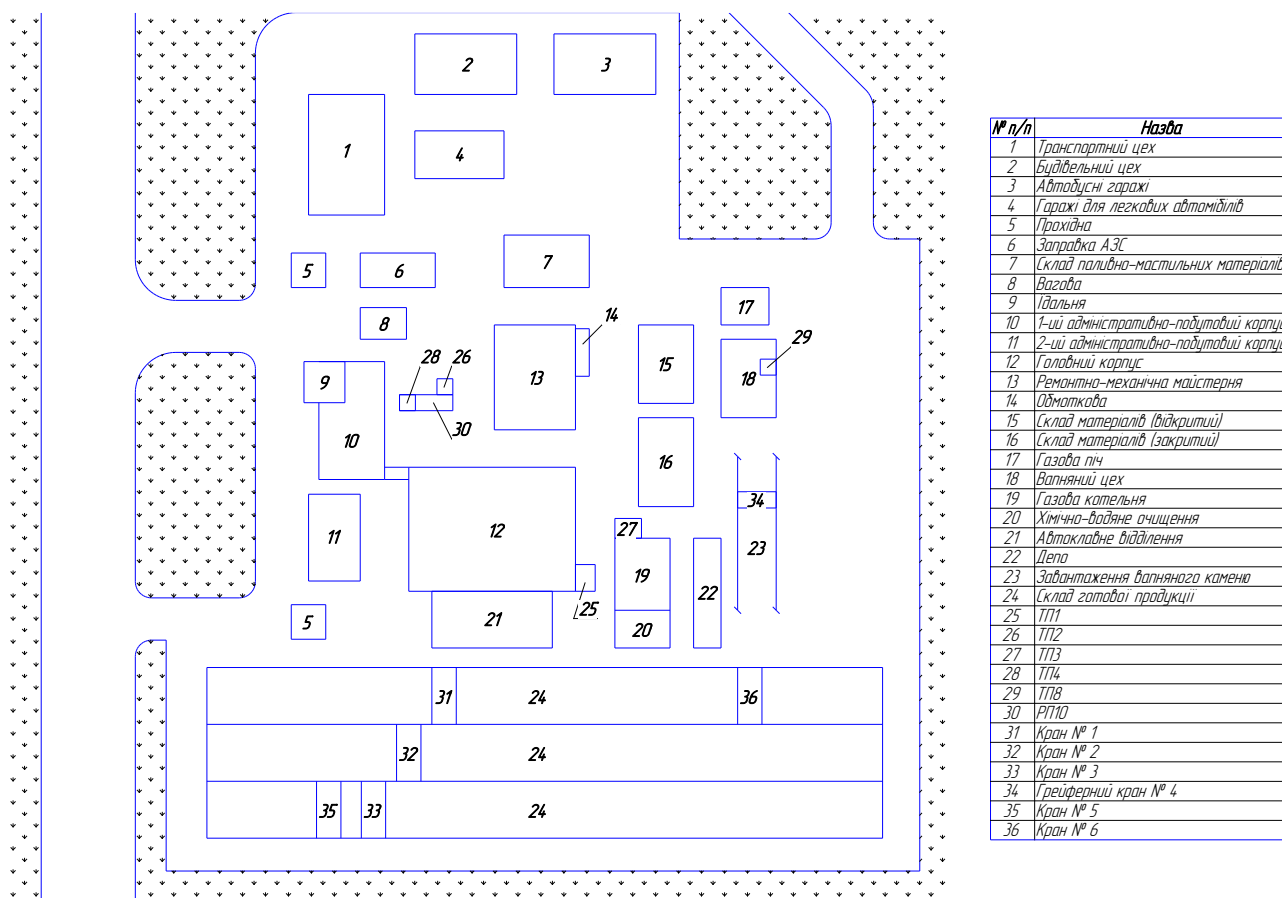 2
3
1
4
5
6
7
17
8
14
29
28
26
9
13
15
18
30
10
16
34
11
12
27
23
19
22
25
5
21
20
31
24
36
32
24
35
33
24
№ п/п Назва
1 Транспортний цех
2 Будівельний цех
3 Автобусні гаражі
4 Гаражі для легкових автомібілів
5 Прохідна
6 Заправка АЗС
7 Склад паливно-мастильних матеріалів
8 Вагова
9 Їдальня
10 1-ий адміністративно-побутовий корпус
11 2-ий адміністративно-побутовий корпус
12 Головний корпус
13 Ремонтно-механічна майстерня
14 Обмоткова
15 Склад матеріалів (відкритий)
16 Склад матеріалів (закритий)
17 Газова піч
18 Вапняний цех
19 Газова котельня
20 Хімічно-водяне очищення
21 Автоклавне відділення
22 Депо
23 Завантаження вапняного каменю
24 Склад готової продукції
25 ТП1
26 ТП2
27 ТП3
28 ТП4
29 ТП8
30 РП10
31 Кран № 1
32 Кран № 2
33 Кран № 3
34 Грейферний кран № 4
35 Кран № 5
36 Кран № 6